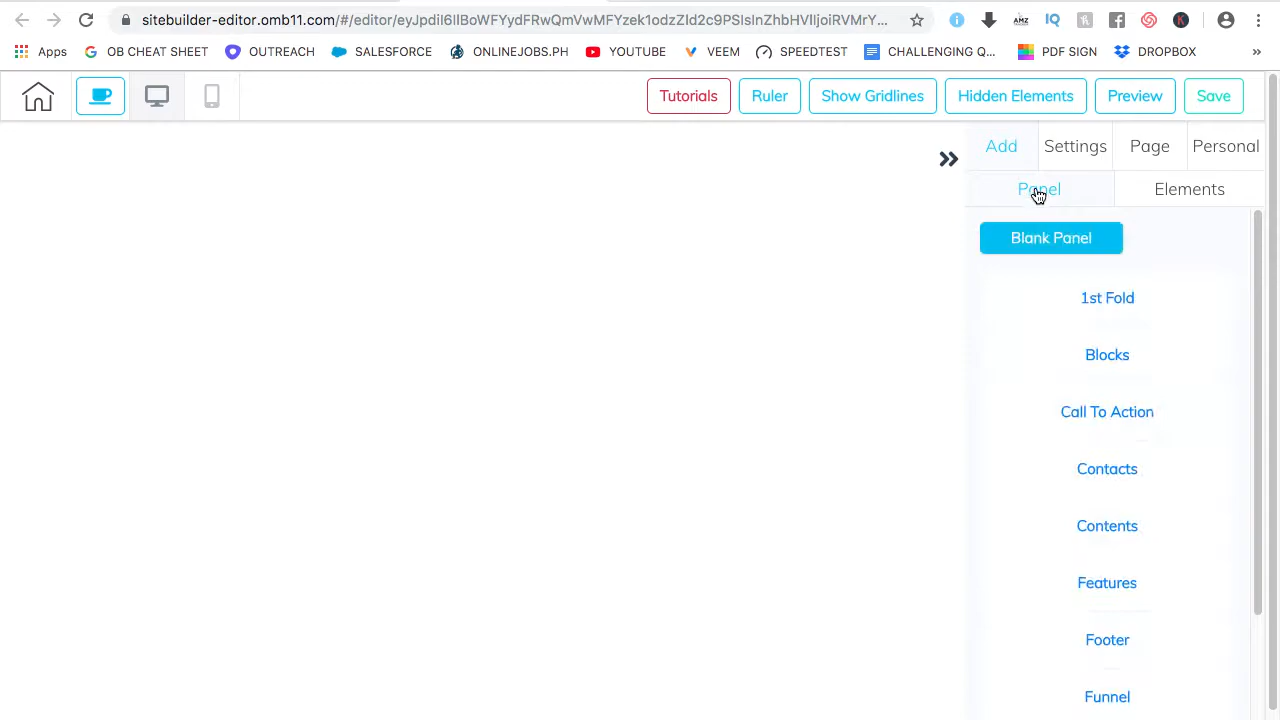 sitebuilder-editor.omb11.com/#/editor/eyJpdiI6IlBoWFYydFRwQmVwMFYzek1odzZId2c9PSIsInZhbHVlIjoiRVMrY...
Apps OB CHEAT SHEET OUTREACH SALESFORCE ONLINEJOBS.PH YOUTUBE VEEM SPEEDTEST CHALLENGING Q... PDF SIGN DROPBOX »
AMZ IQ h K
Tutorials Ruler Show Gridlines Hidden Elements Preview Save
Add Settings Page Personal
Panel Elements
Blank Panel
1st Fold
Blocks
Call To Action
Contacts
Contents
Features
Footer
Funnel